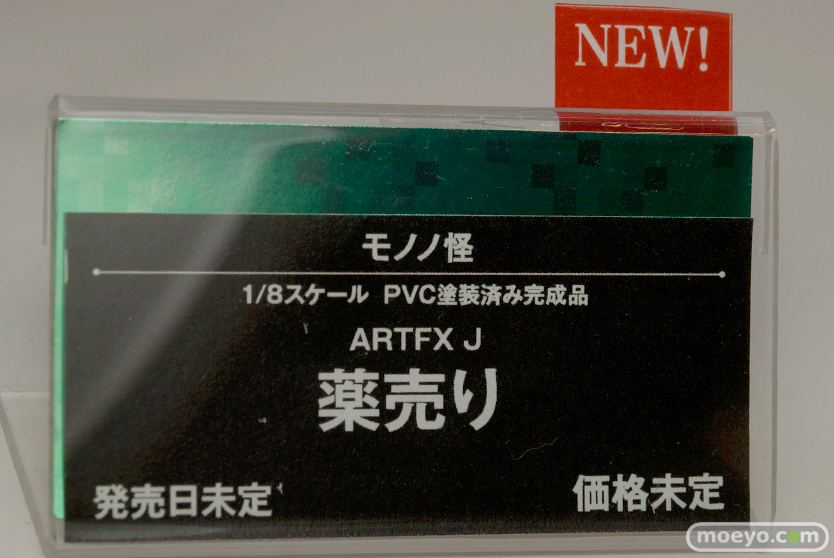 NEW!
モノノ怪
1/8スケール PVC塗装済み完成品
ARTFX J
薬売り
発売日未定
価格未定
moeyo.com